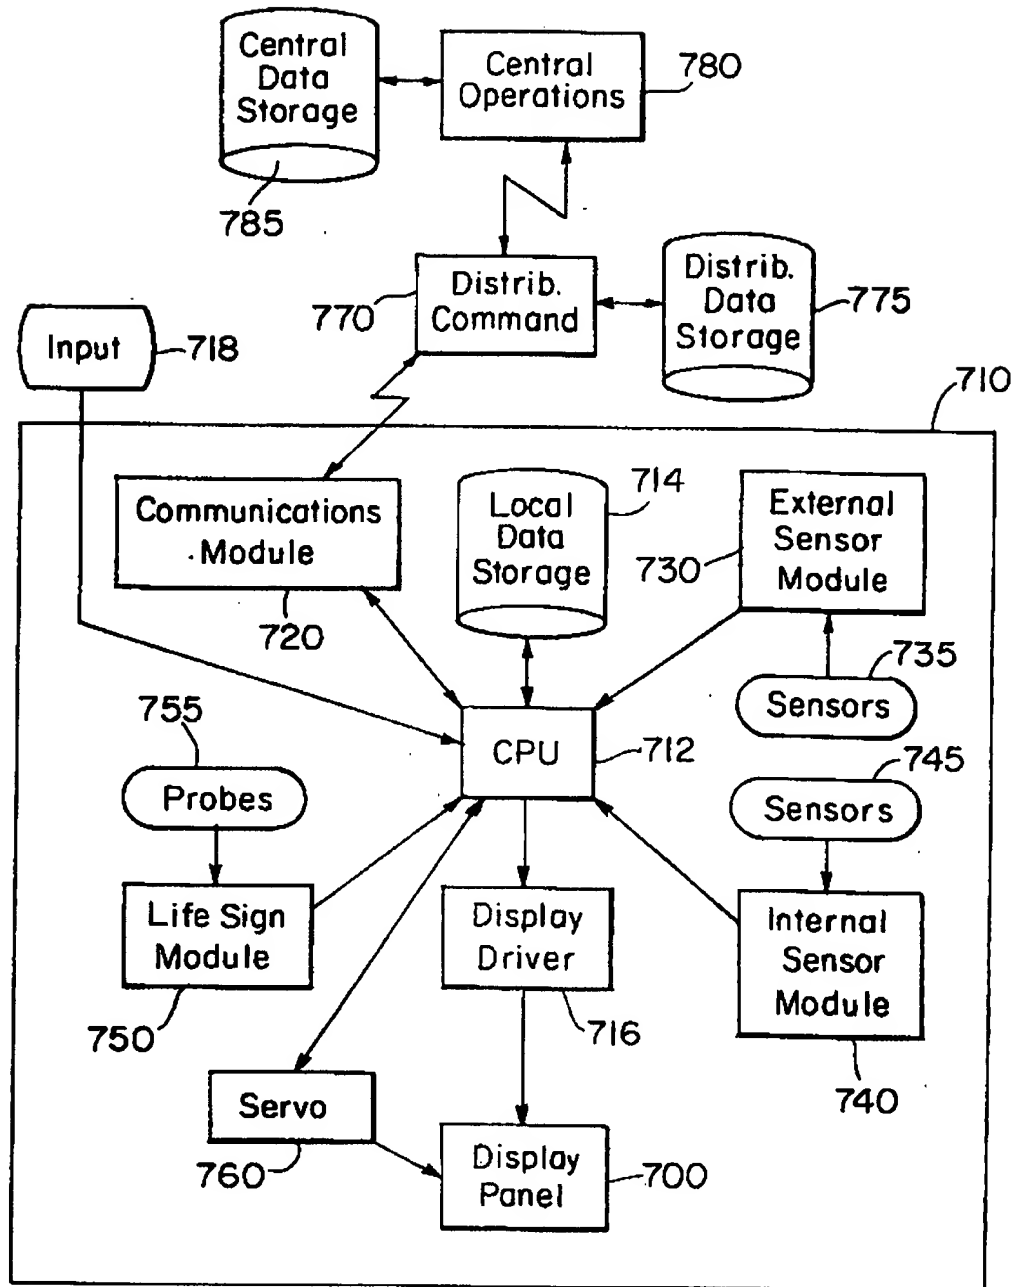 Central
Data
Storage
785
Central
Operations
780
Distrib.
Command
770
Distrib.
Data
Storage
775
Input
718
710
Communications
Module
720
Local
Data
Storage
714
External
Sensor
Module
730
Sensors
735
CPU
712
Probes
755
Sensors
745
Life Sign
Module
750
Display
Driver
716
Internal
Sensor
Module
740
Servo
760
Display
Panel
700